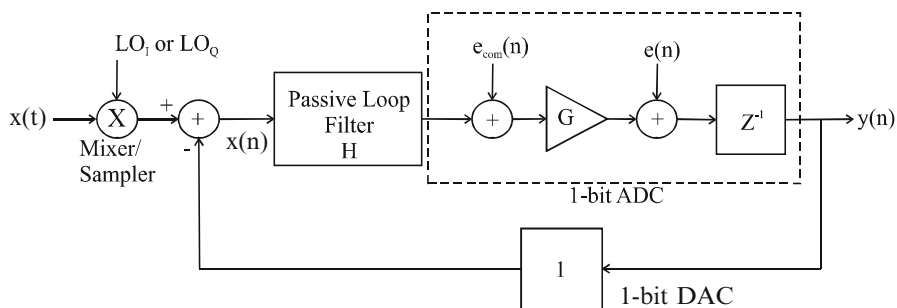 LO_I or LO_Q
x(t)
X
+
+
-
Mixer/
Sampler
x(n)
Passive Loop
Filter
H
e_com(n)
+
G
e(n)
+
Z^-1
y(n)
1-bit ADC
1
1-bit DAC